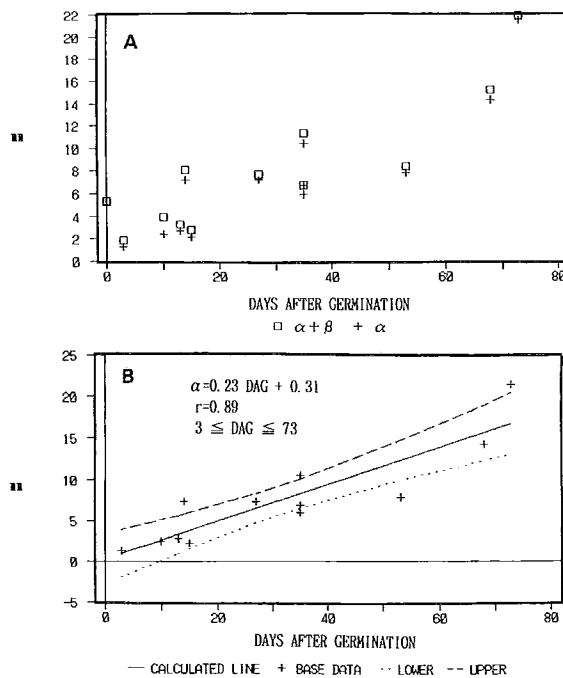 22
20
18
16
14
12
10
8
6
4
2
0
A
mm
0 20 40 60 80
DAYS AFTER GERMINATION
□ α+β + α
25
20
15
10
5
0
5
B
α=0.23 DAG + 0.31
r=0.89
3 ≦ DAG ≦ 73
mm
0 20 40 60 80
DAYS AFTER GERMINATION
— CALCULATED LINE + BASE DATA ·· LOWER –– UPPER